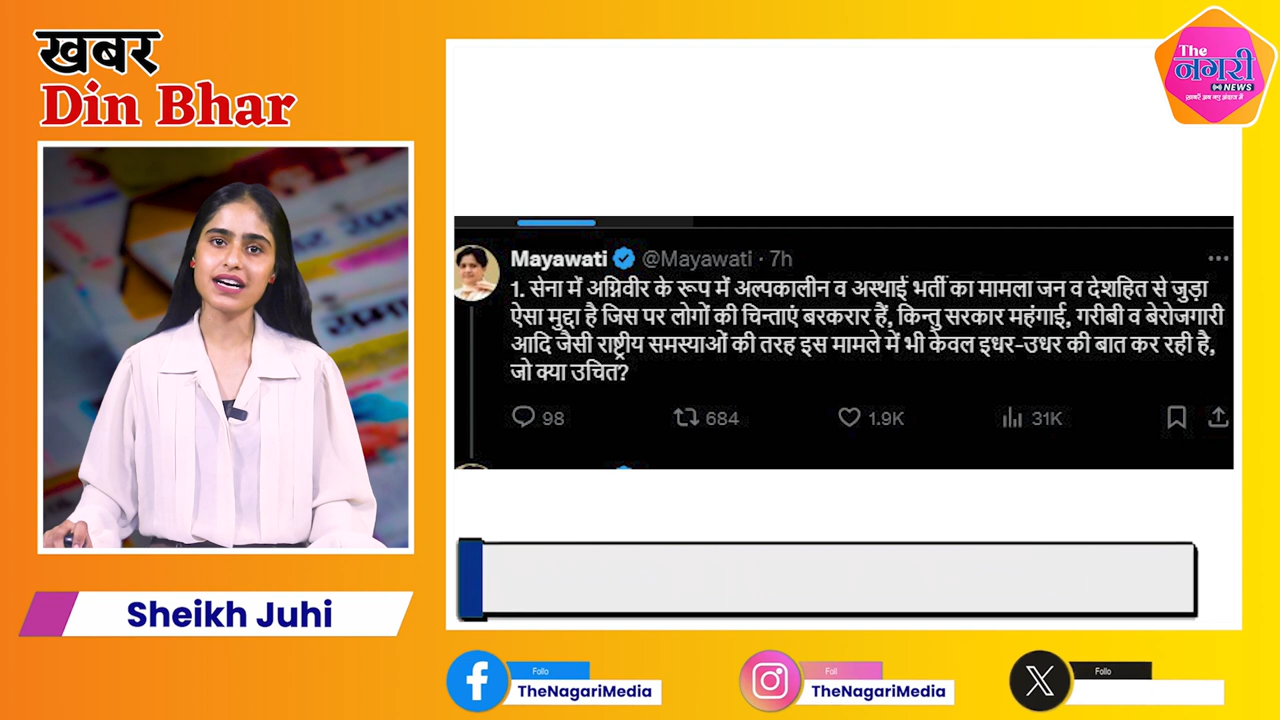 खबर
Din Bhar
The
नगरी
NEWS
Sheikh Juhi
Mayawati @Mayawati · 7h
1. सेना में अग्निवीर के रूप में अल्पकालीन व अस्थाई भर्ती का मामला जन व देशहित से जुड़ा
ऐसा मुद्दा है जिस पर लोगों की चिन्ताएं बरकरार हैं, किन्तु सरकार महंगाई, गरीबी व बेरोजगारी
आदि जैसी राष्ट्रीय समस्याओं की तरह इस मामले में भी केवल इधर-उधर की बात कर रही है,
जो क्या उचित?
98 684 1.9K 31K
Follo
TheNagariMedia
Foll
TheNagariMedia
Follo